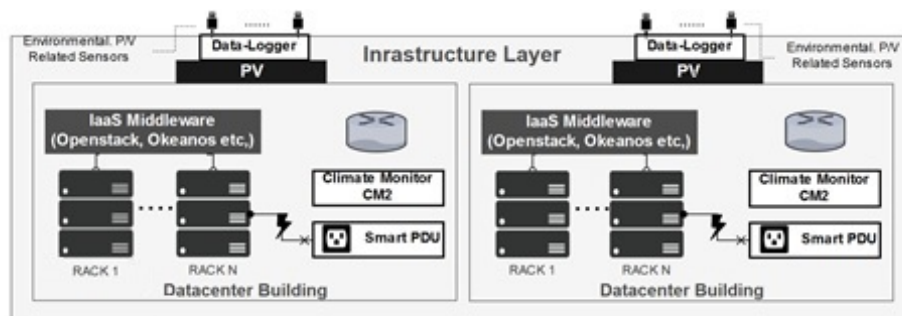 Environmental. P/V
Related Sensors
Data-Logger
PV
Inrastructure Layer
Data-Logger
PV
Environmental. P/V
Related Sensors
IaaS Middleware
(Openstack, Okeanos etc,)
Climate Monitor
CM2
Smart PDU
RACK 1
RACK N
Datacenter Building
IaaS Middleware
(Openstack, Okeanos etc,)
Climate Monitor
CM2
Smart PDU
RACK 1
RACK N
Datacenter Building